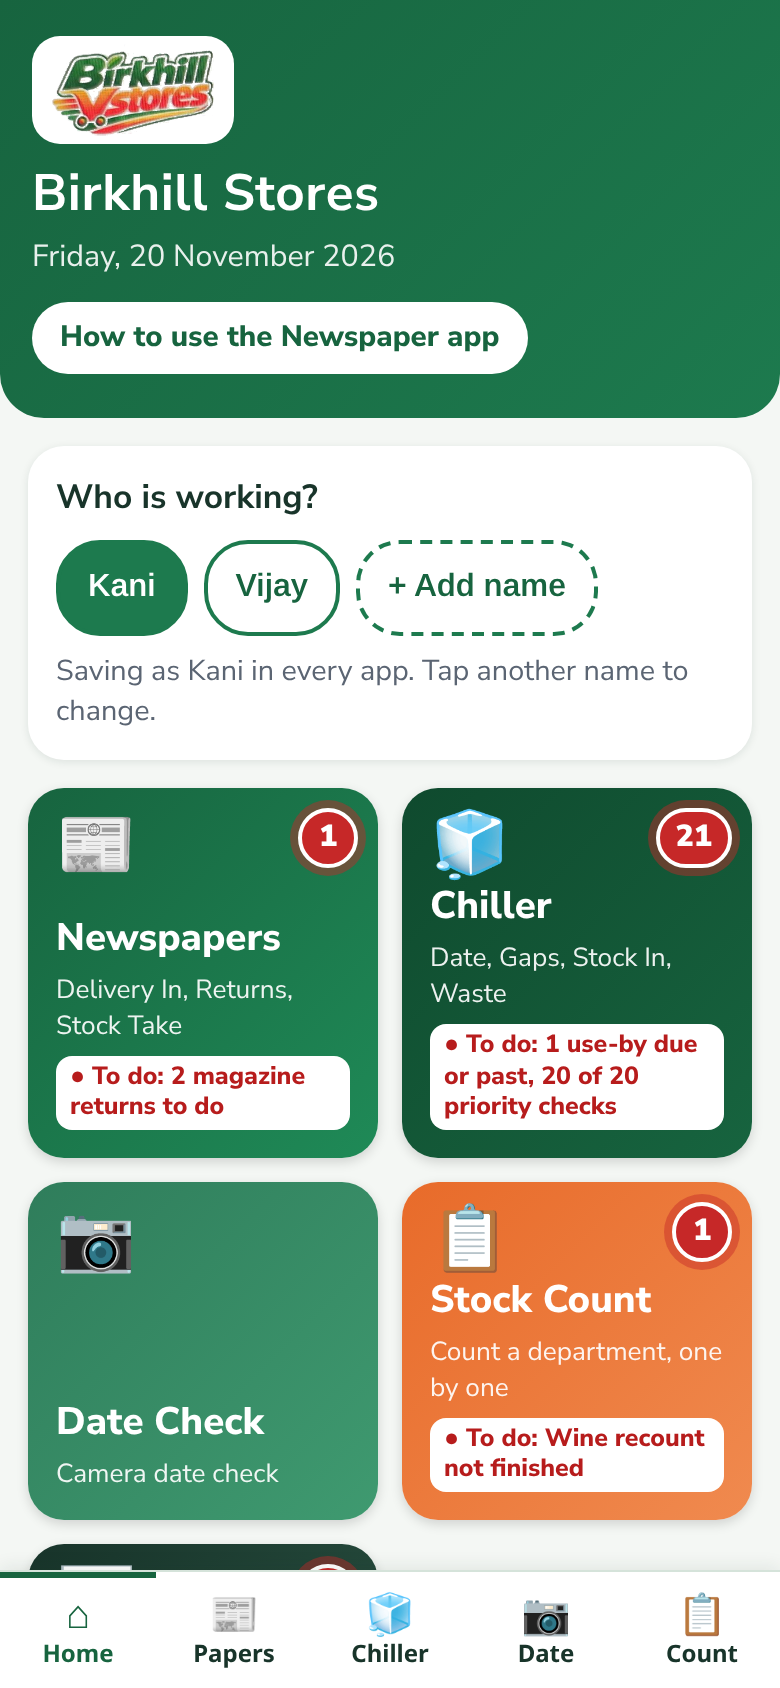 Birkhill
Vstores
Birkhill Stores
Friday, 20 November 2026
How to use the Newspaper app
Who is working?
Kani
Vijay
+ Add name
Saving as Kani in every app. Tap another name to
change.
1
Newspapers
Delivery In, Returns,
Stock Take
● To do: 2 magazine
returns to do
21
Chiller
Date, Gaps, Stock In,
Waste
● To do: 1 use-by due
or past, 20 of 20
priority checks
Date Check
Camera date check
1
Stock Count
Count a department, one
by one
● To do: Wine recount
not finished
Home
Papers
Chiller
Date
Count